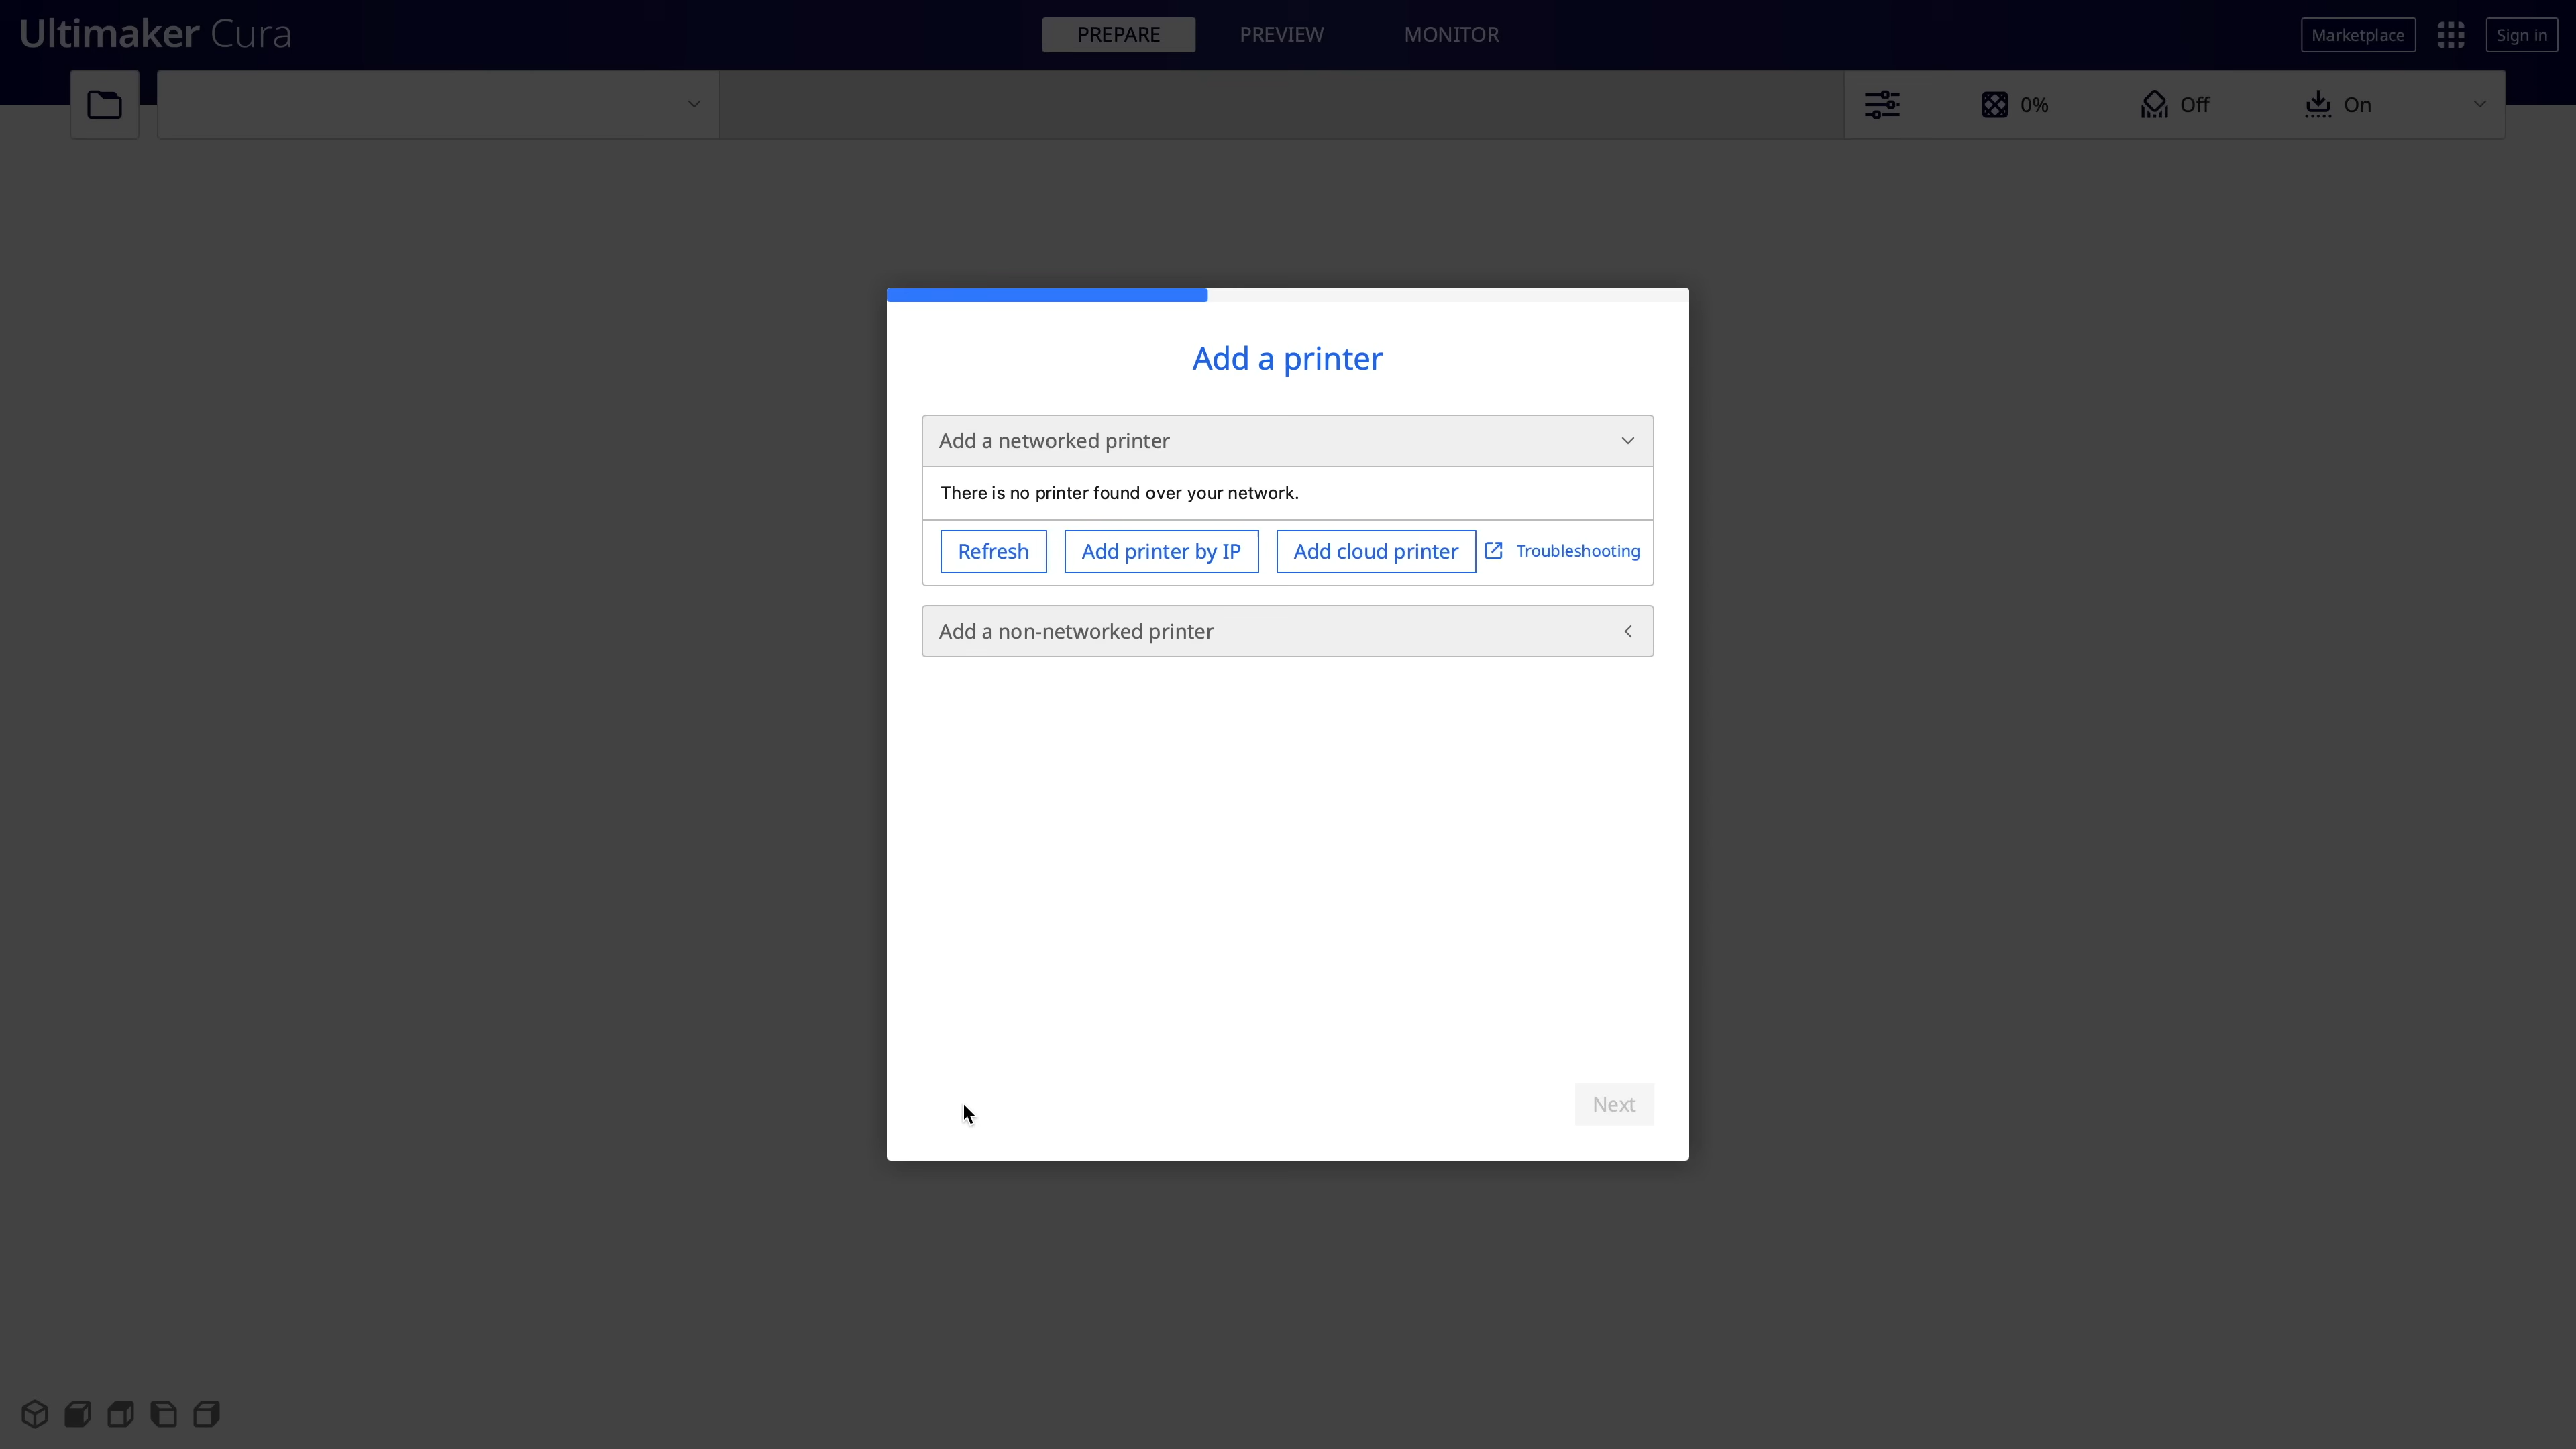 Ultimaker Cura
PREPARE
PREVIEW
MONITOR
Marketplace
Sign in
0%
Off
On
Add a printer
Add a networked printer
There is no printer found over your network.
Refresh
Add printer by IP
Add cloud printer
Troubleshooting
Add a non-networked printer
Next